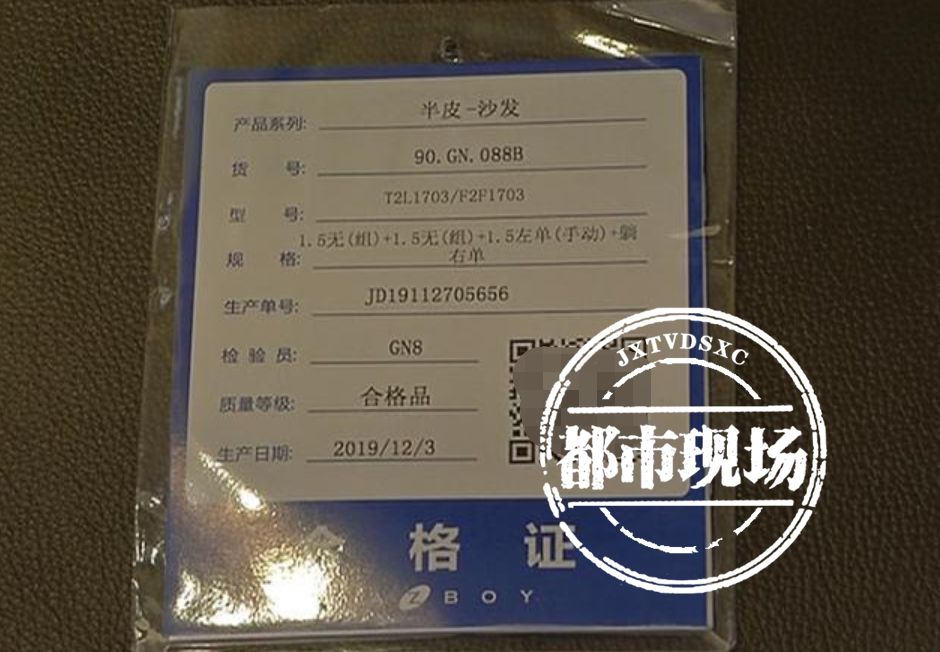 产品系列: 半皮-沙发
货 号: 90.GN.088B
型 号: T2L1703/F2F1703
规 格: 1.5无(组)+1.5无(组)+1.5左单(手动)+躺
右单
生产单号: JD19112705656
检 验 员: GN8
质量等级: 合格品
生产日期: 2019/12/3
合 格 证
Z BOY
JXTVDSXC
都市现场